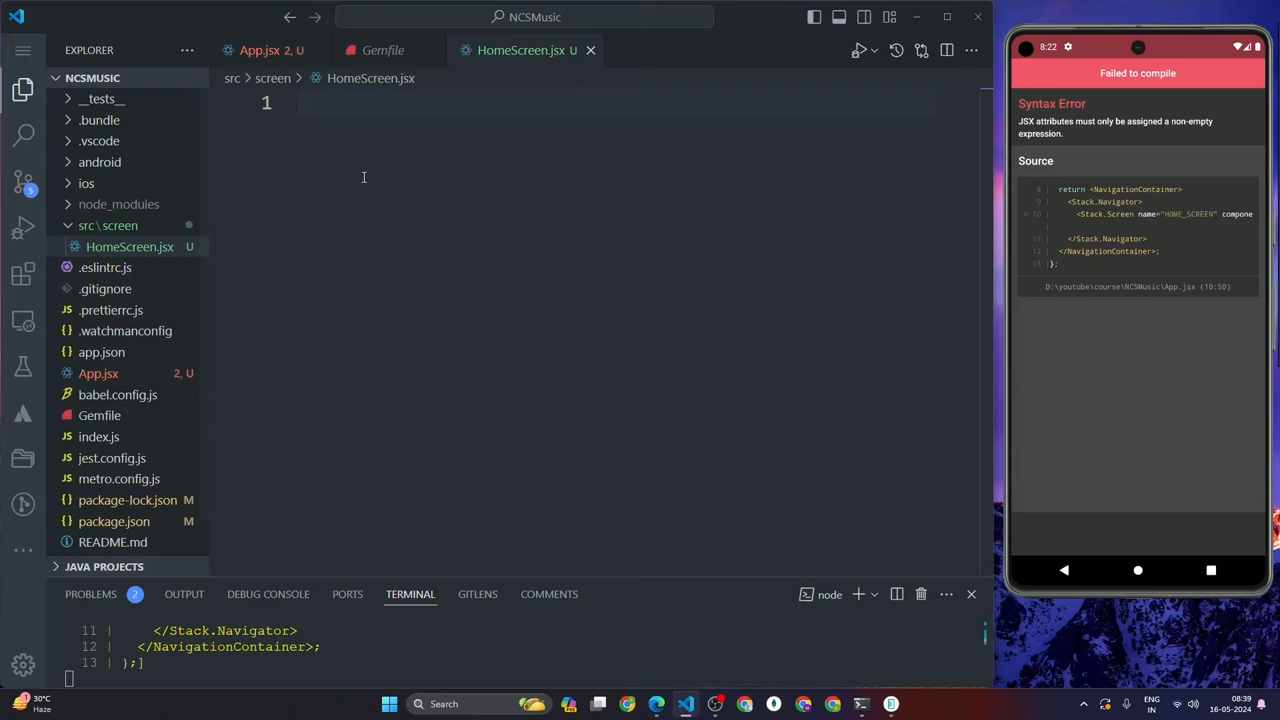 NCSMusic
EXPLORER
App.jsx 2, U
Gemfile
HomeScreen.jsx U
NCSMUSIC
src > screen > HomeScreen.jsx
1
__tests__
.bundle
.vscode
android
ios
node_modules
src\screen
HomeScreen.jsx U
.eslintrc.js
.gitignore
.prettierrc.js
.watchmanconfig
app.json
App.jsx 2, U
babel.config.js
Gemfile
index.js
jest.config.js
metro.config.js
package-lock.json M
package.json M
README.md
JAVA PROJECTS
5
PROBLEMS 2 OUTPUT DEBUG CONSOLE PORTS TERMINAL GITLENS COMMENTS
node
11 | </Stack.Navigator>
12 | </NavigationContainer>;
13 | };]
8:22
Failed to compile
Syntax Error
JSX attributes must only be assigned a non-empty
expression.
Source
8 | return <NavigationContainer>
9 | <Stack.Navigator>
> 10 | <Stack.Screen name="HOME_SCREEN" compone
|
11 | </Stack.Navigator>
12 | </NavigationContainer>;
13 | };
D:\youtube\course\NCSMusic\App.jsx (10:50)
1
30°C
Haze
Search
ENG
IN
08:39
16-05-2024